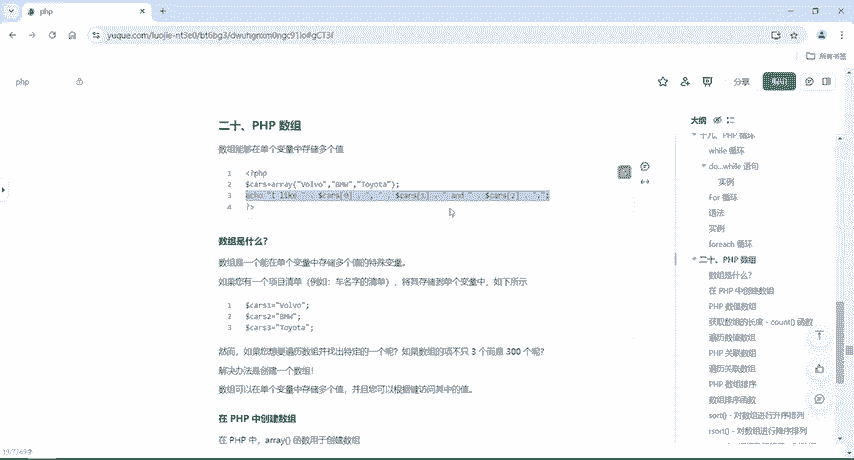 php
yuque.com/luojie-nt3e0/bt6bg3/dwuhgnxm0ngc91lo#gCT3f
所有书签
php
分享
二十、PHP 数组
数组能够在单个变量中存储多个值
1 <?php
2 $cars=array("Volvo","BMW","Toyota");
3 echo "I like " . $cars[0] . ", " . $cars[1] . " and " . $cars[2] . ".";
4 ?>
数组是什么?
数组是一个能在单个变量中存储多个值的特殊变量。
如果您有一个项目清单(例如:车名字的清单),将其存储到单个变量中,如下所示
1 $cars1="Volvo";
2 $cars2="BMW";
3 $cars3="Toyota";
然而,如果您想要遍历数组并找出特定的一个呢?如果数组的项不只 3 个而是 300 个呢?
解决办法是创建一个数组!
数组可以在单个变量中存储多个值,并且您可以根据键访问其中的值。
在 PHP 中创建数组
在 PHP 中,array() 函数用于创建数组
大纲
十九、PHP 循环
while 循环
do...while 语句
实例
for 循环
语法
实例
foreach 循环
二十、PHP 数组
数组是什么?
在 PHP 中创建数组
PHP 数值数组
获取数组的长度 - count() 函数
遍历数值数组
PHP 关联数组
遍历关联数组
PHP 数组排序
数组排序函数
sort() - 对数组进行升序排列
rsort() - 对数组进行降序排列